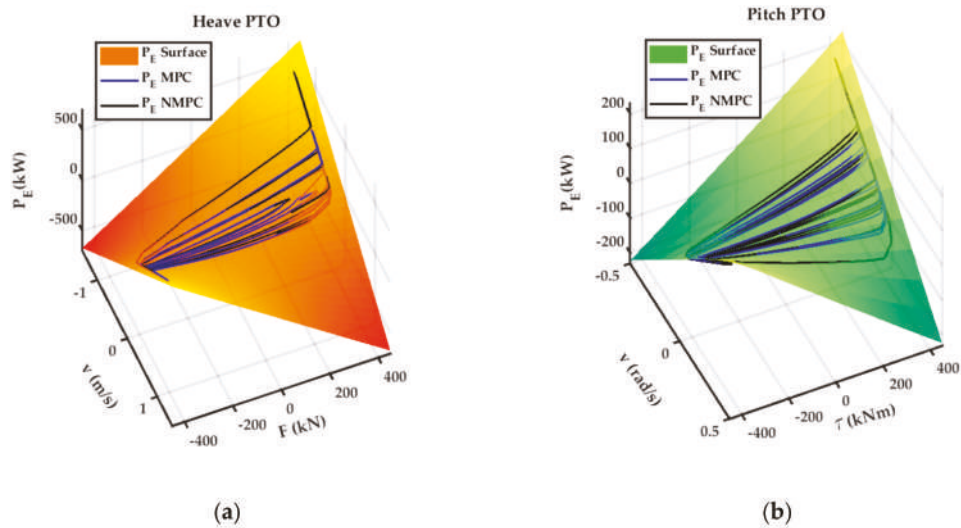 Heave PTO
P_E Surface
P_E MPC
P_E NMPC
500
0
-500
P_E(kW)
-1
0
1
v (m/s)
-400
-200
0
200
400
F (kN)
(a)
Pitch PTO
P_E Surface
P_E MPC
P_E NMPC
200
100
0
-100
-200
P_E(kW)
-0.5
0
0.5
v (rad/s)
-400
-200
0
200
400
τ (kNm)
(b)